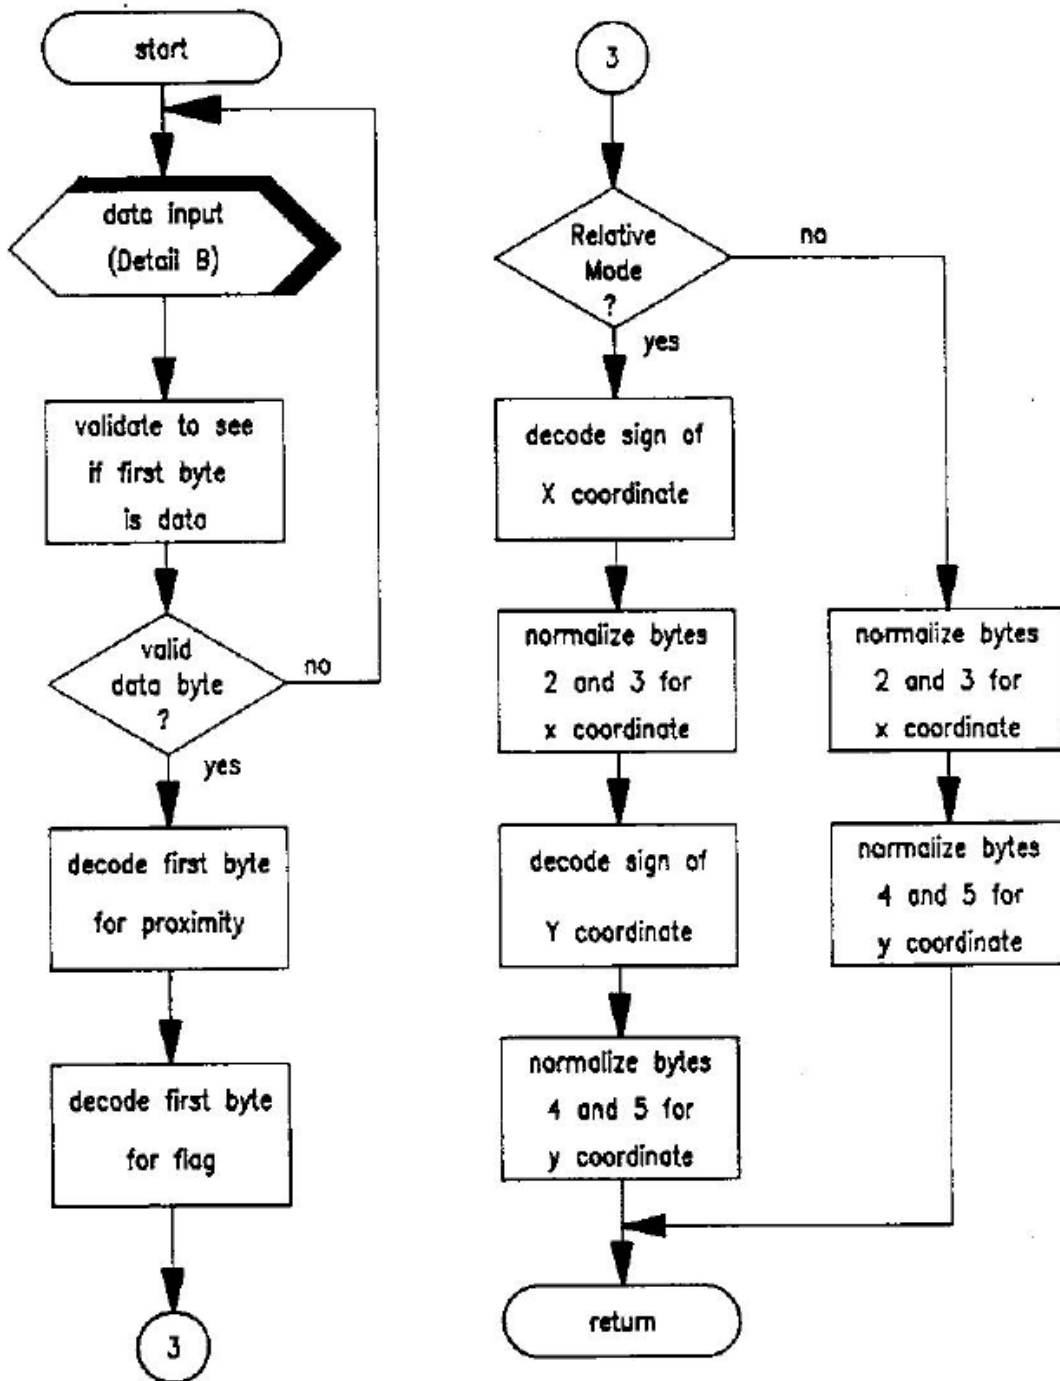 start
data input
(Detail B)
validate to see
if first byte
is data
valid
data byte
?
no
yes
decode first byte
for proximity
decode first byte
for flag
3
3
Relative
Mode
?
no
yes
decode sign of
X coordinate
normalize bytes
2 and 3 for
x coordinate
decode sign of
Y coordinate
normalize bytes
4 and 5 for
y coordinate
normalize bytes
2 and 3 for
x coordinate
normalize bytes
4 and 5 for
y coordinate
return